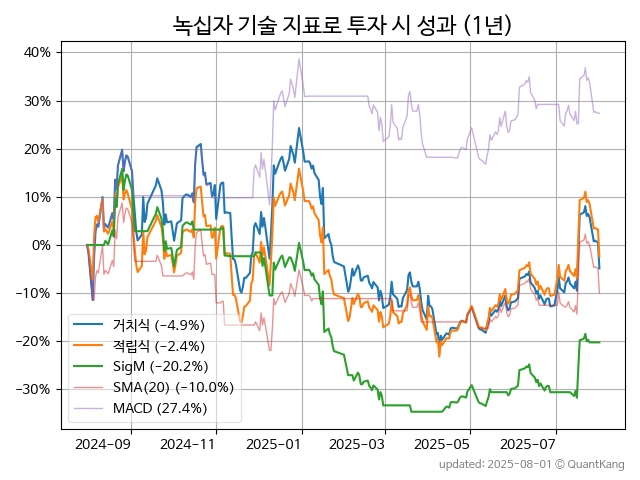 녹십자 기술 지표로 투자 시 성과 (1년)
40%
30%
20%
10%
0%
−10%
−20%
−30%
거치식 (−4.9%)
적립식 (−2.4%)
SigM (−20.2%)
SMA(20) (−10.0%)
MACD (27.4%)
2024−09 2024−11 2025−01 2025−03 2025−05 2025−07
updated: 2025-08-01 © QuantKang